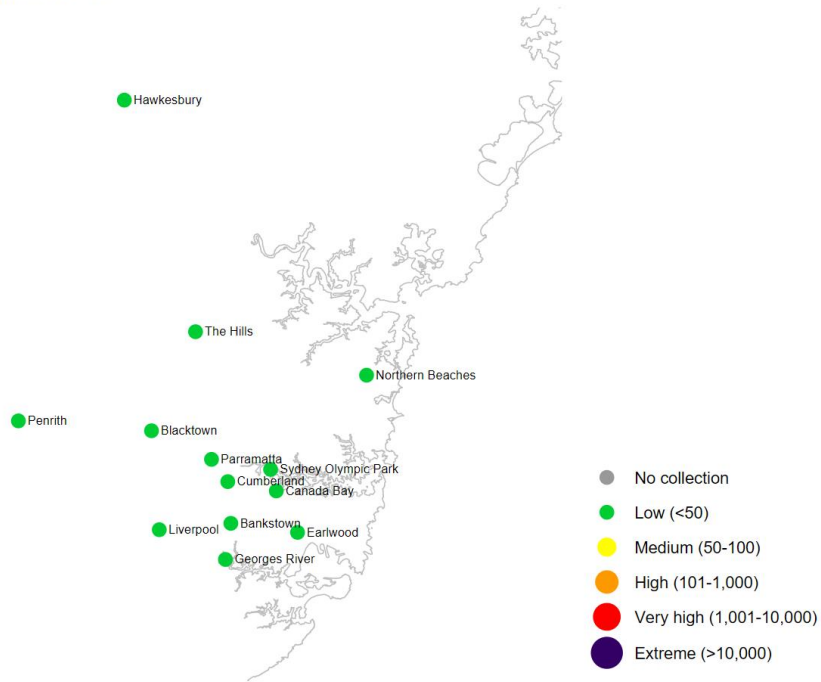 Hawkesbury
The Hills
Northern Beaches
Penrith
Blacktown
Parramatta
Sydney Olympic Park
Cumberland
Canada Bay
Bankstown
Liverpool
Earlwood
Georges River
No collection
Low (<50)
Medium (50-100)
High (101-1,000)
Very high (1,001-10,000)
Extreme (>10,000)